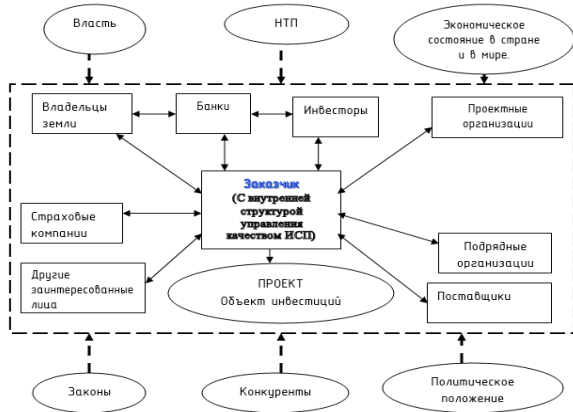 Власть
НТП
Экономическое
состояние в стране
и в мире.
Владельцы
земли
Банки
Инвесторы
Проектные
организации
Заказчик
(С внутренней
структурой
управления
качеством ИСП)
Страховые
компании
Подрядные
организации
Другие
заинтересованные
лица
ПРОЕКТ
Объект инвестиций
Поставщики
Законы
Конкуренты
Политическое
положение